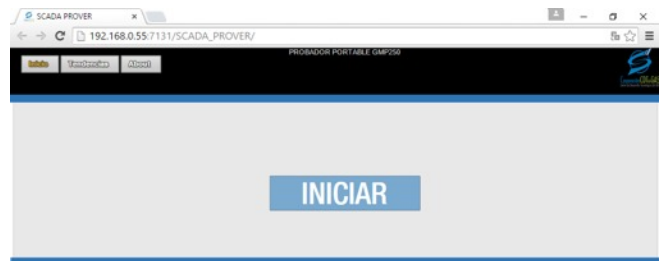 SCADA PROVER
192.168.0.55:7131/SCADA_PROVER/
PROBADOR PORTABLE GMP250
Inicio Tendencias About
INICIAR